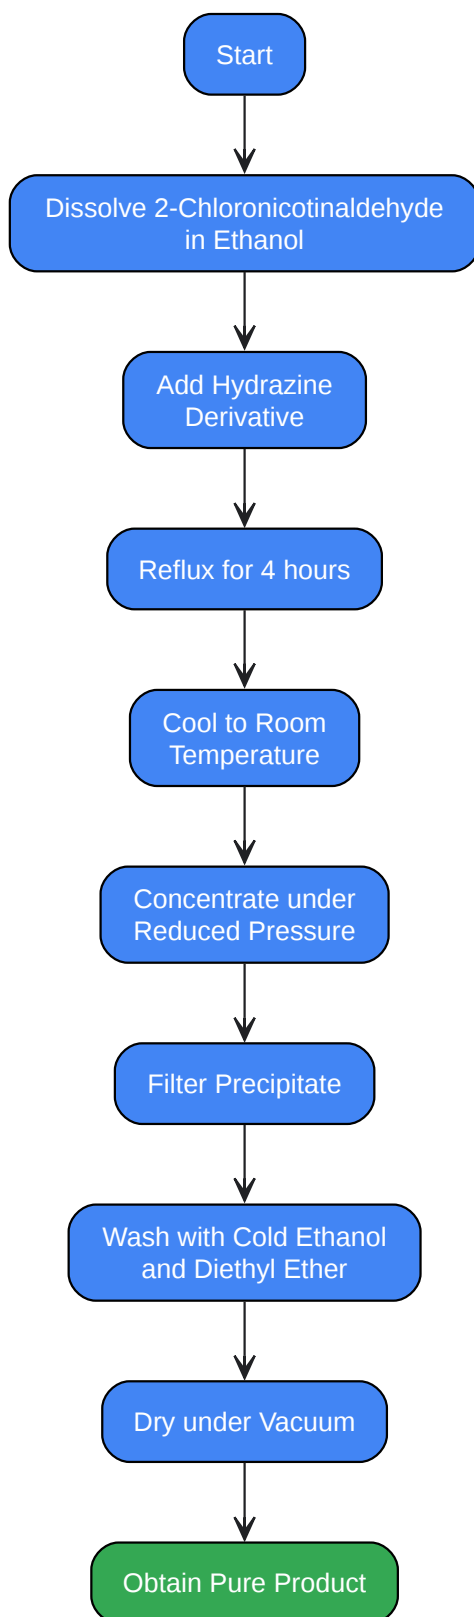 Start
Dissolve 2-Chloronicotinaldehyde
in Ethanol
Add Hydrazine
Derivative
Reflux for 4 hours
Cool to Room
Temperature
Concentrate under
Reduced Pressure
Filter Precipitate
Wash with Cold Ethanol
and Diethyl Ether
Dry under Vacuum
Obtain Pure Product